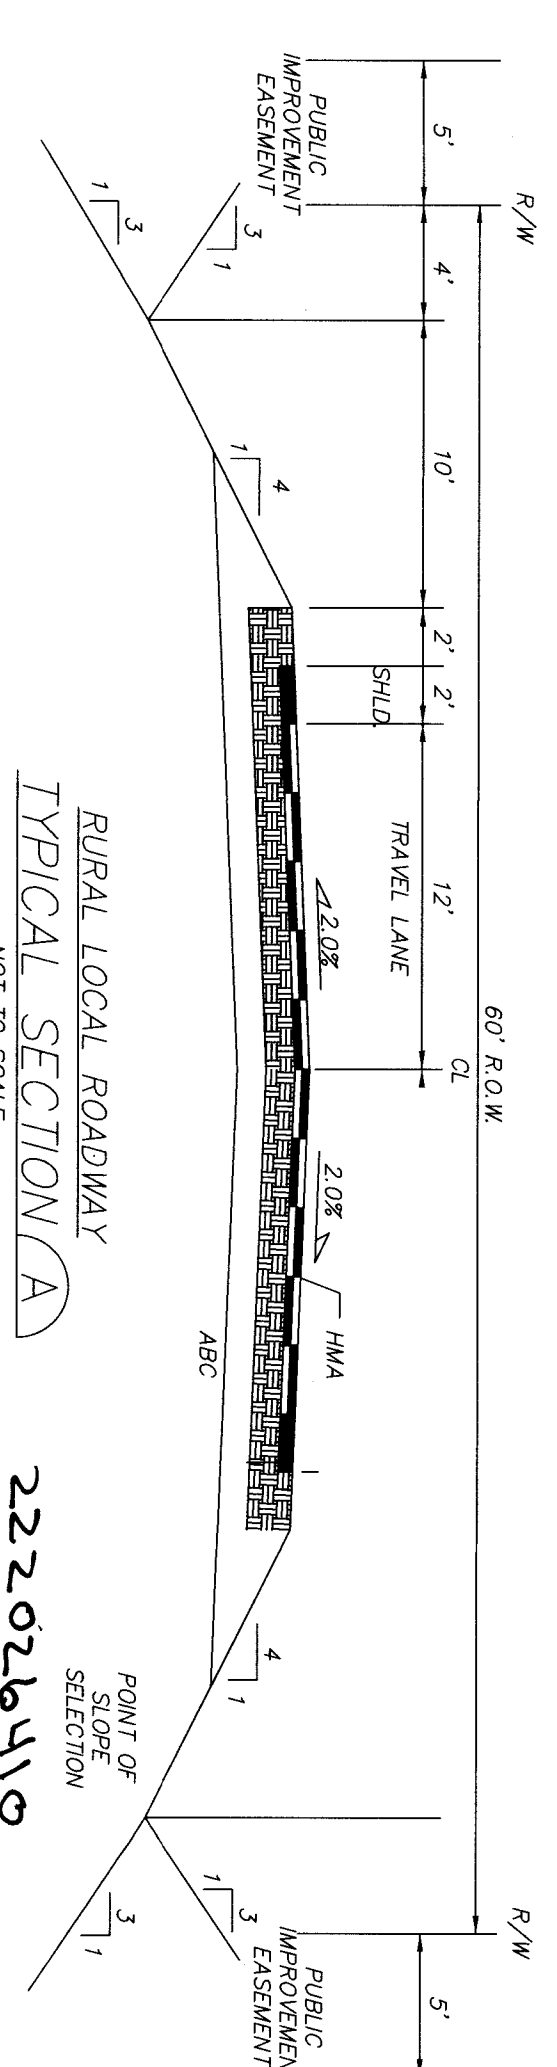 R/W
60' R.O.W.
R/W
5'
4'
10'
2'
2'
12'
CL
5'
SHLD.
TRAVEL LANE
PUBLIC
IMPROVEMENT
EASEMENT
2.0%
2.0%
HMA
PUBLIC
EASEMENT
3
1
1
3
1
4
4
1
1
3
3
1
ABC
POINT OF
SLOPE
SELECTION
RURAL LOCAL ROADWAY
TYPICAL SECTION A
222026410